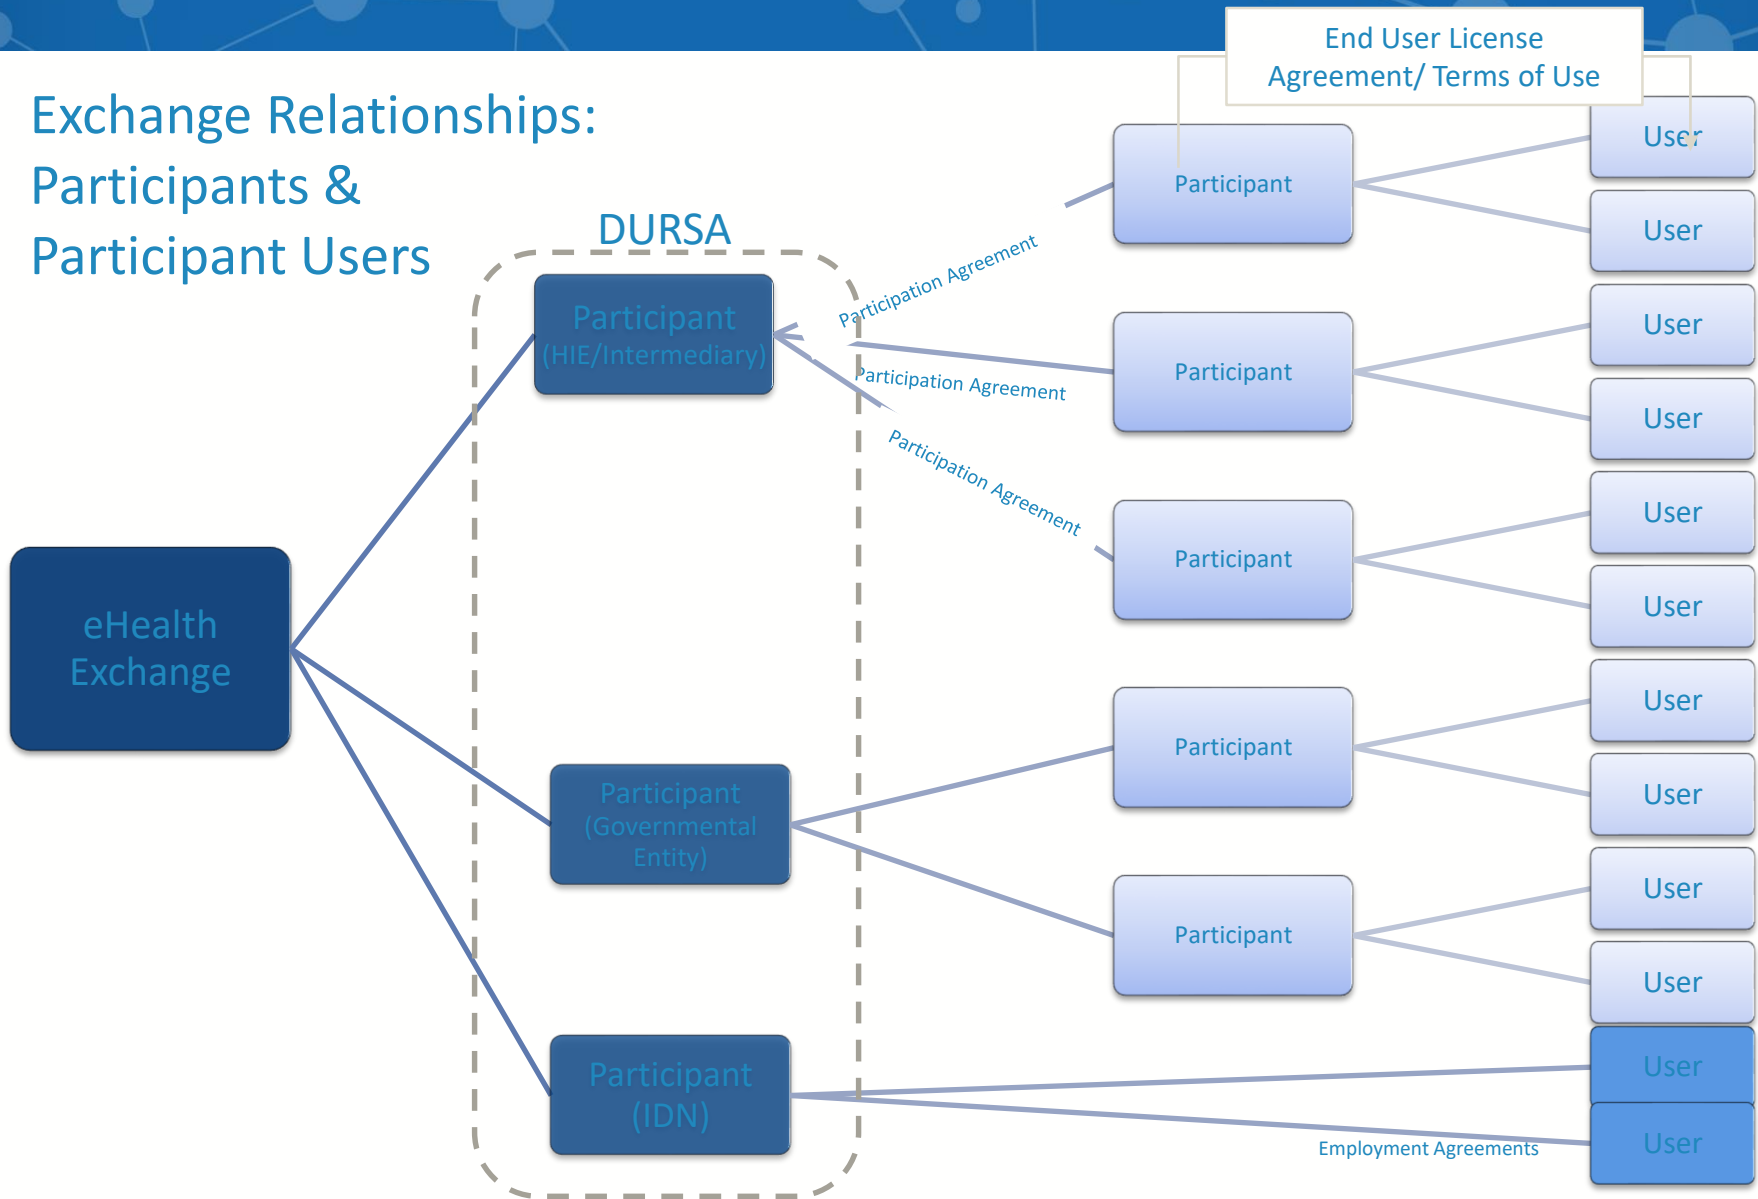 End User License
Agreement/ Terms of Use
Exchange Relationships:
Participants &
Participant Users
DURSA
Participant
(HIE/Intermediary)
Participation Agreement
Participation Agreement
Participation Agreement
eHealth
Exchange
Participant
(Governmental
Entity)
Participant
(IDN)
Participant
Participant
Participant
Participant
Participant
User
User
User
User
User
User
User
User
User
User
User
User
Employment Agreements